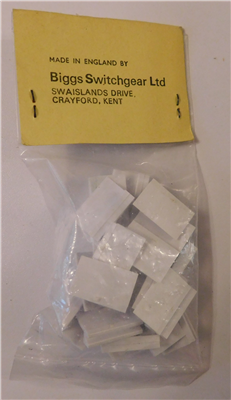 MADE IN ENGLAND BY
Biggs Switchgear Ltd
SWAISLANDS DRIVE.
CRAYFORD, KENT